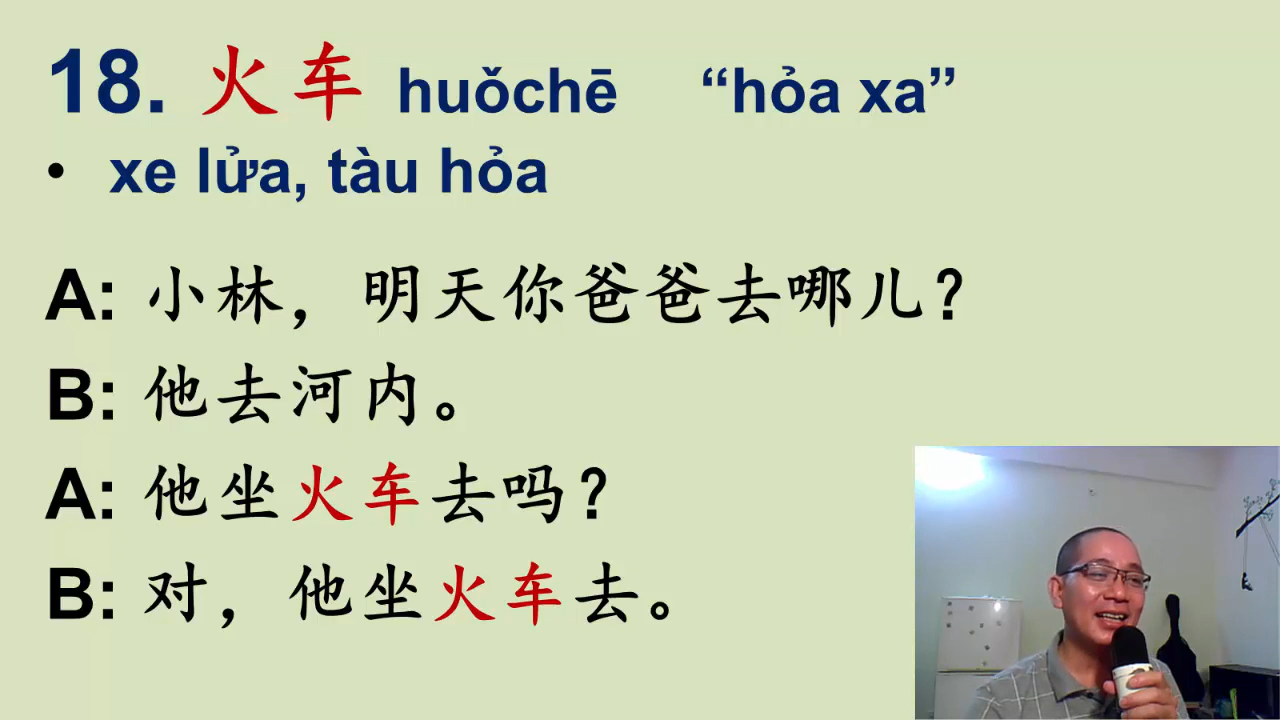 18. 火车 huǒchē “hỏa xa”
• xe lửa, tàu hỏa
A: 小林，明天你爸爸去哪儿？
B: 他去河内。
A: 他坐火车去吗？
B: 对，他坐火车去。